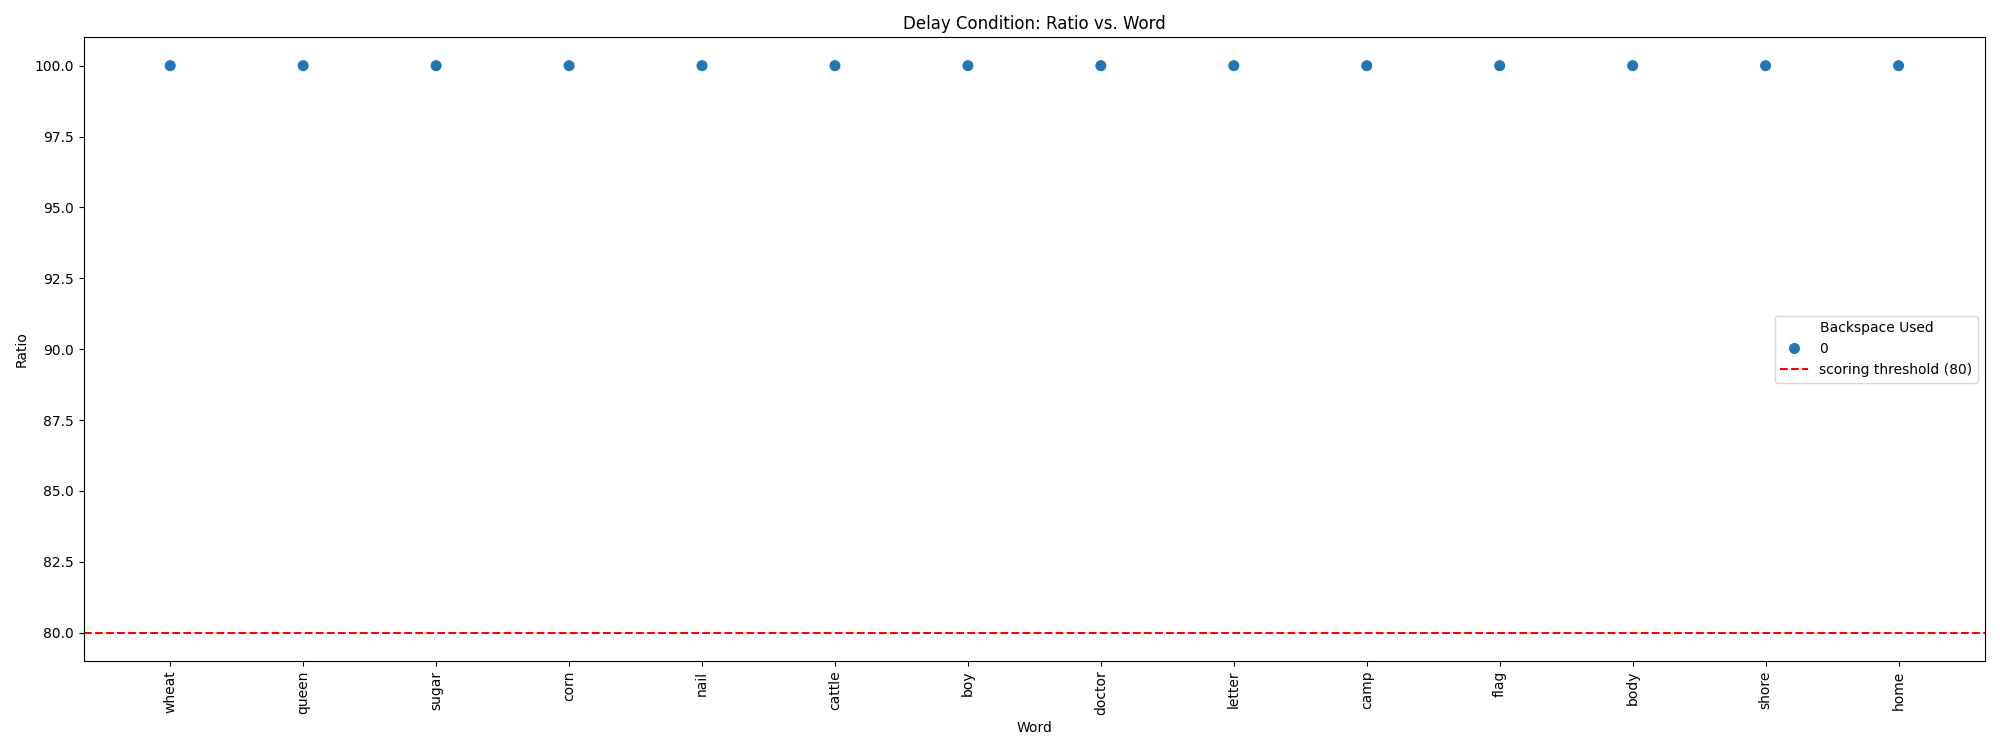 Delay Condition: Ratio vs. Word
100.0
97.5
95.0
92.5
90.0
87.5
85.0
82.5
80.0
Ratio
Backspace Used
0
scoring threshold (80)
wheat
queen
sugar
corn
nail
cattle
boy
doctor
letter
camp
flag
body
shore
home
Word